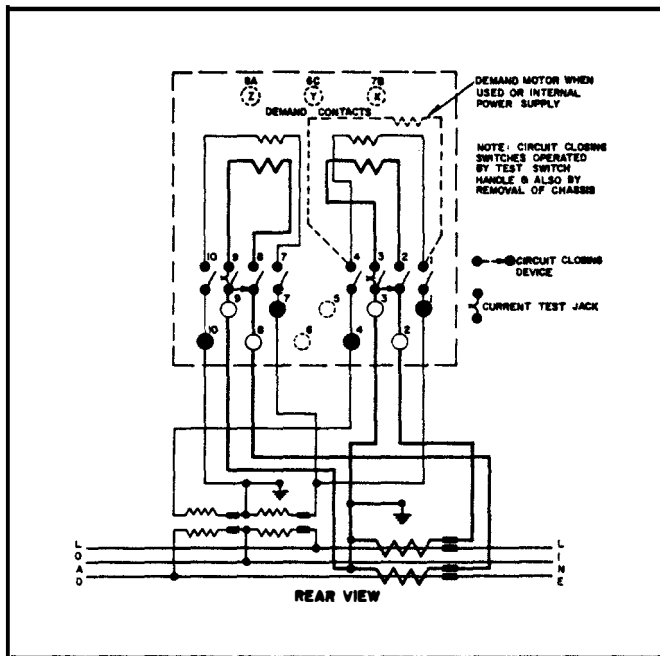 8A 6C 7B
Z Y X
DEMAND CONTACTS
DEMAND MOTOR WHEN
USED OR INTERNAL
POWER SUPPLY
NOTE: CIRCUIT CLOSING
SWITCHES OPERATED
BY TEST SWITCH
HANDLE & ALSO BY
REMOVAL OF CHASSIS
10 9 8 7 4 3 2 1
CIRCUIT CLOSING
DEVICE
CURRENT TEST JACK
9 7 5 3 1
10 8 6 4 2
LOAD
LINE
REAR VIEW